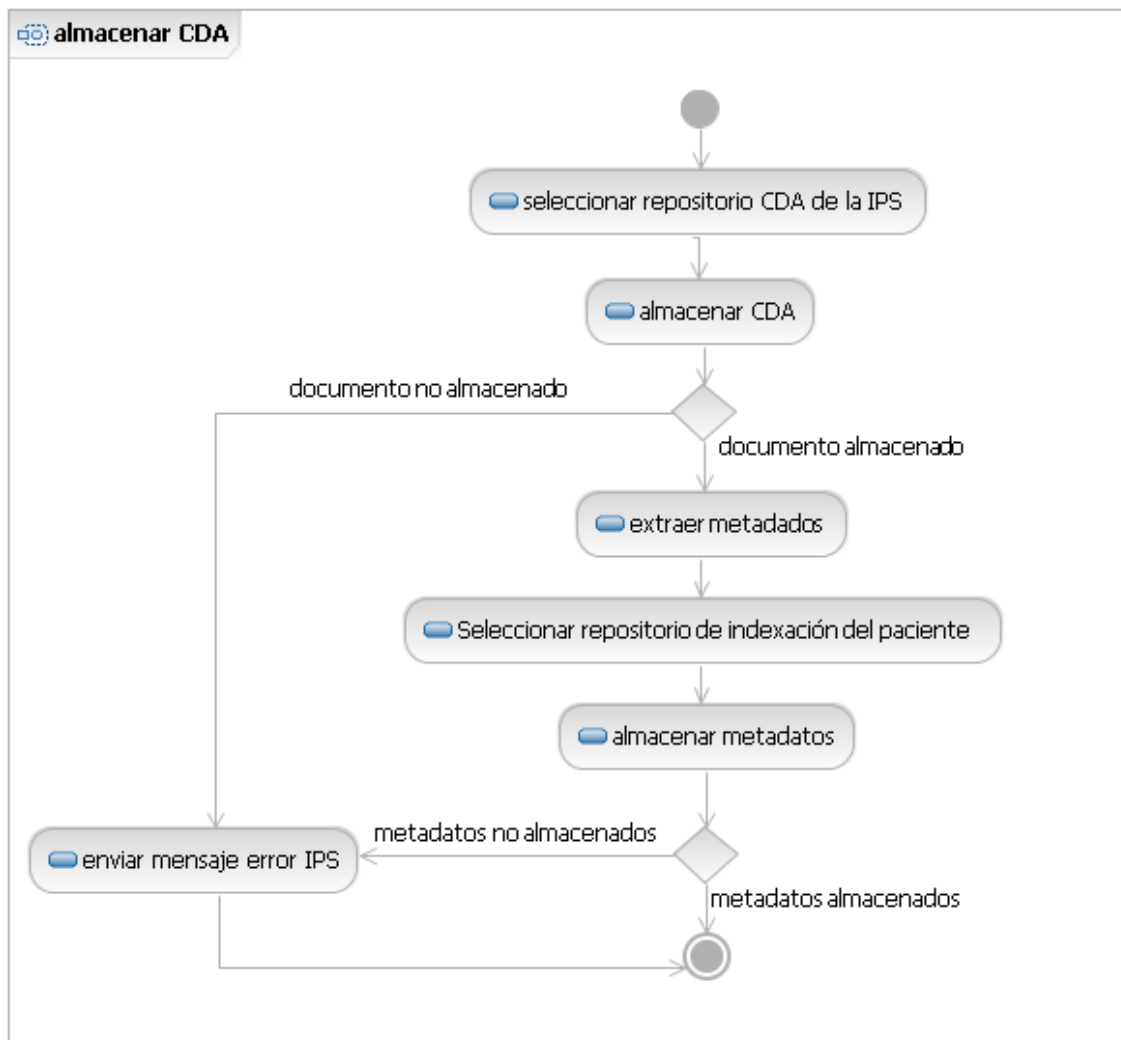 almacenar CDA
seleccionar repositorio CDA de la IPS
almacenar CDA
documento no almacenado
documento almacenado
extraer metadados
Seleccionar repositorio de indexación del paciente
almacenar metadatos
metadatos no almacenados
enviar mensaje error IPS
metadatos almacenados